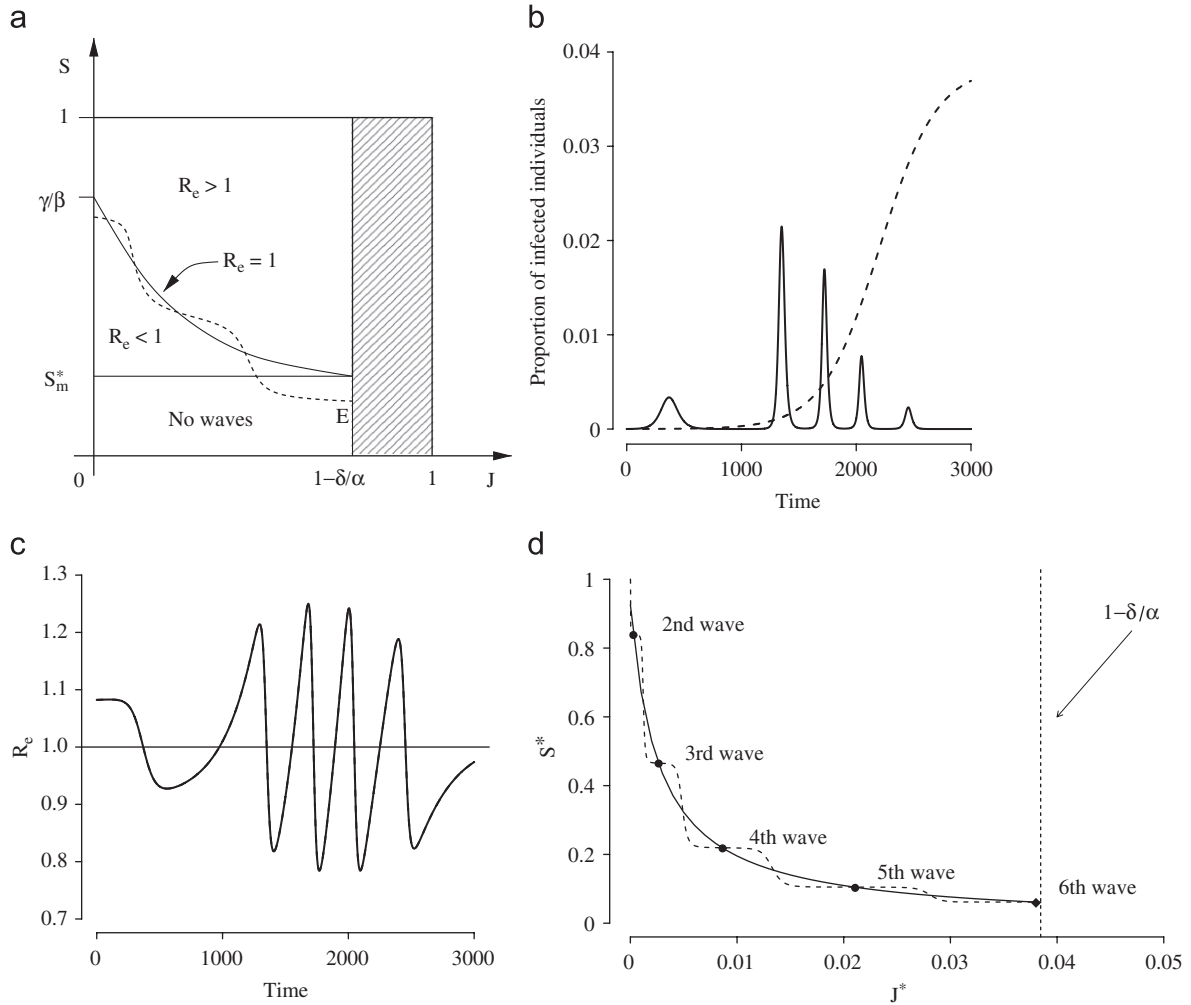 a
S
1
γ/β
R_e > 1
R_e = 1
R_e < 1
S*_m
No waves
E
0
1−δ/α
1
J
b
Proportion of infected individuals
0.04
0.03
0.02
0.01
0
0 1000 2000 3000
Time
c
R_e
1.3
1.2
1.1
1.0
0.9
0.8
0.7
0 1000 2000 3000
Time
d
S*
1
0.8
0.6
0.4
0.2
0
2nd wave
3rd wave
4th wave
5th wave
6th wave
1−δ/α
0 0.01 0.02 0.03 0.04 0.05
J*